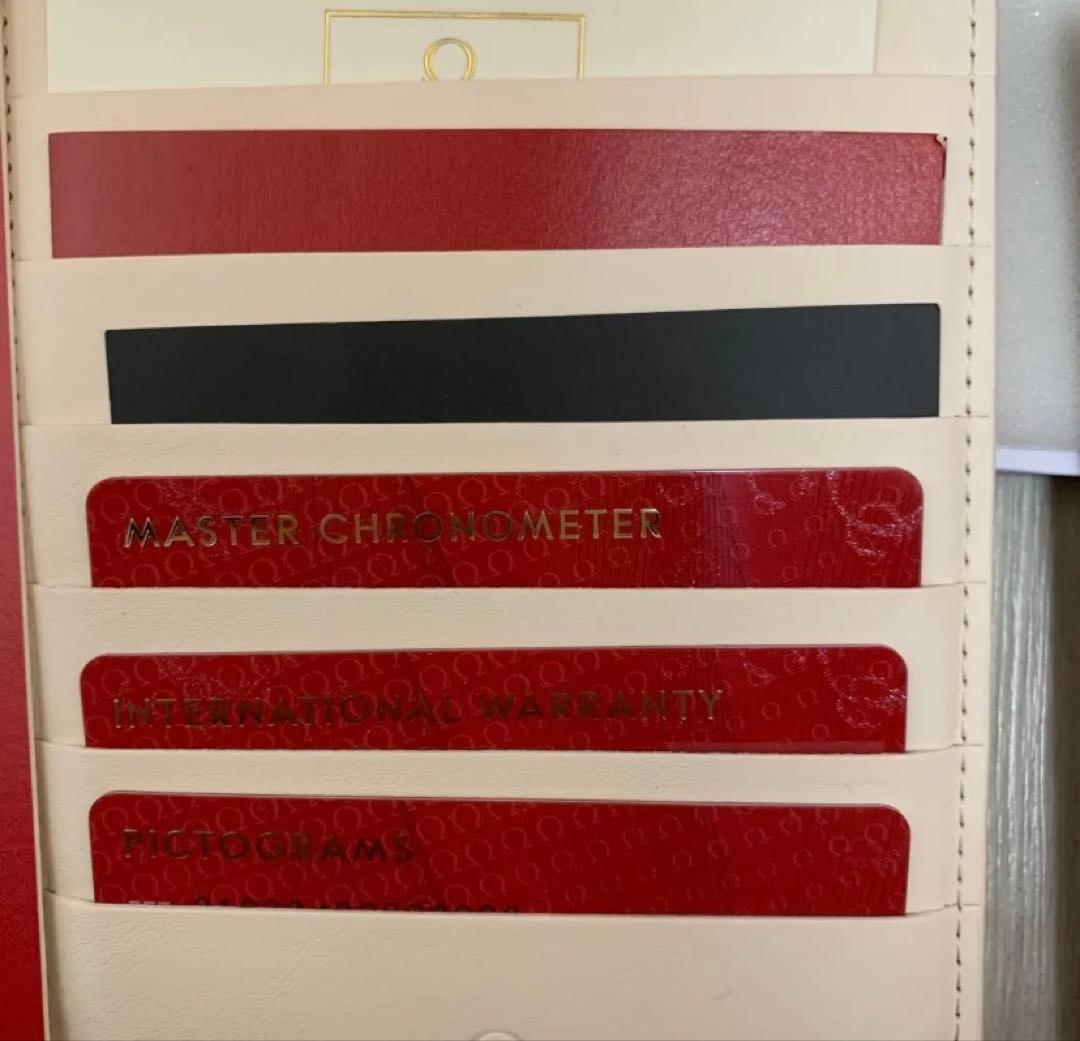 MASTER CHRONOMETER
INTERNATIONAL WARRANTY
PICTOGRAMS